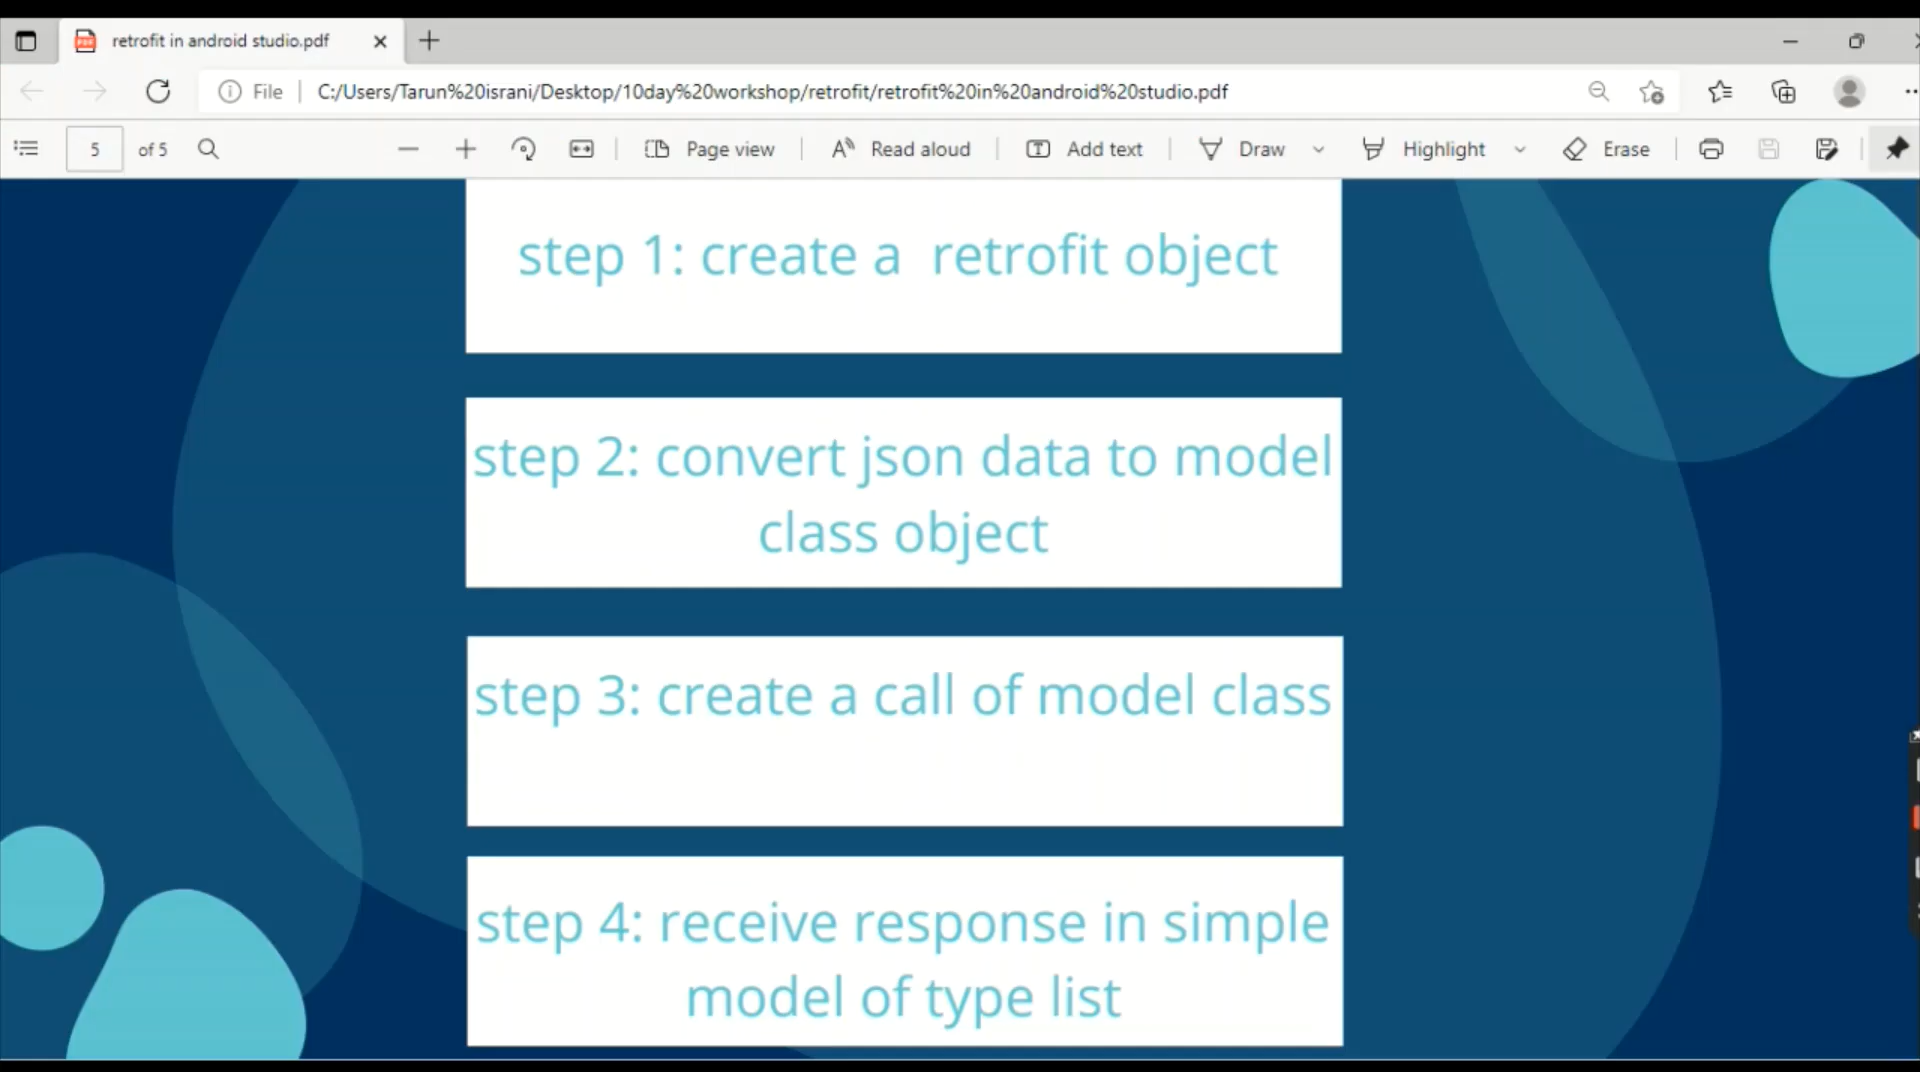 retrofit in android studio.pdf
File C:/Users/Tarun%20israni/Desktop/10day%20workshop/retrofit/retrofit%20in%20android%20studio.pdf
5 of 5 Page view Read aloud Add text Draw Highlight Erase
step 1: create a retrofit object
step 2: convert json data to model
class object
step 3: create a call of model class
step 4: receive response in simple
model of type list